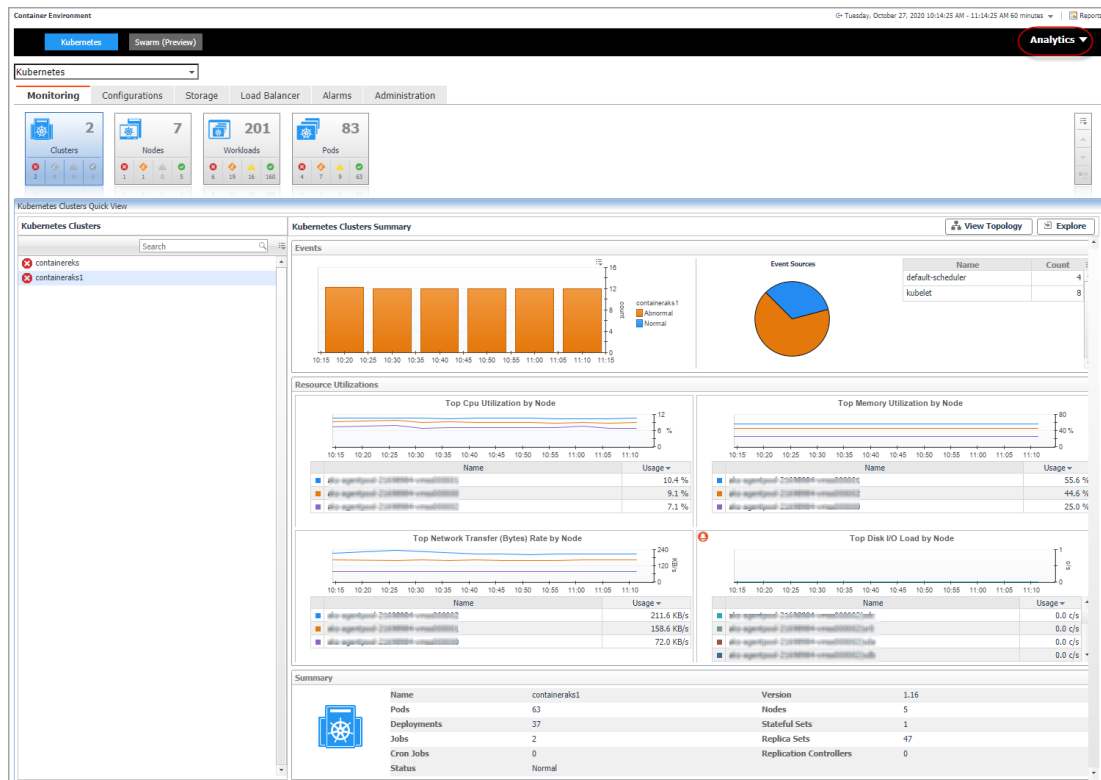 Container Environment
Tuesday, October 27, 2020 10:14:25 AM - 11:14:25 AM 60 minutes Reports
Kubernetes Swarm (Preview) Analytics
Kubernetes
Monitoring Configurations Storage Load Balancer Alarms Administration
2 7 201 83
Clusters Nodes Workloads Pods
2 0 0 0 1 1 0 5 6 19 16 160 4 7 9 63
Kubernetes Clusters Quick View
Kubernetes Clusters
Search
containereks
containeraks1
Kubernetes Clusters Summary View Topology Explore
Events
16
12
8
4
0
count
containeraks1
Abnormal
Normal
10:15 10:20 10:25 10:30 10:35 10:40 10:45 10:50 10:55 11:00 11:05 11:10 11:15
Event Sources
Name Count
default-scheduler 4
kubelet 8
Resource Utilizations
Top Cpu Utilization by Node
12
6 %
0
10:15 10:20 10:25 10:30 10:35 10:40 10:45 10:50 10:55 11:00 11:05 11:10
Name Usage
10.4 %
9.1 %
7.1 %
Top Memory Utilization by Node
80
40 %
0
10:15 10:20 10:25 10:30 10:35 10:40 10:45 10:50 10:55 11:00 11:05 11:10
Name Usage
55.6 %
44.6 %
25.0 %
Top Network Transfer (Bytes) Rate by Node
240
120 KB/s
0
10:15 10:20 10:25 10:30 10:35 10:40 10:45 10:50 10:55 11:00 11:05 11:10
Name Usage
211.6 KB/s
158.6 KB/s
72.0 KB/s
Top Disk I/O Load by Node
1
c/s
0
10:15 10:20 10:25 10:30 10:35 10:40 10:45 10:50 10:55 11:00 11:05 11:10
Name Usage
0.0 c/s
0.0 c/s
0.0 c/s
0.0 c/s
Summary
Name containeraks1 Version 1.16
Pods 63 Nodes 5
Deployments 37 Stateful Sets 1
Jobs 2 Replica Sets 47
Cron Jobs 0 Replication Controllers 0
Status Normal